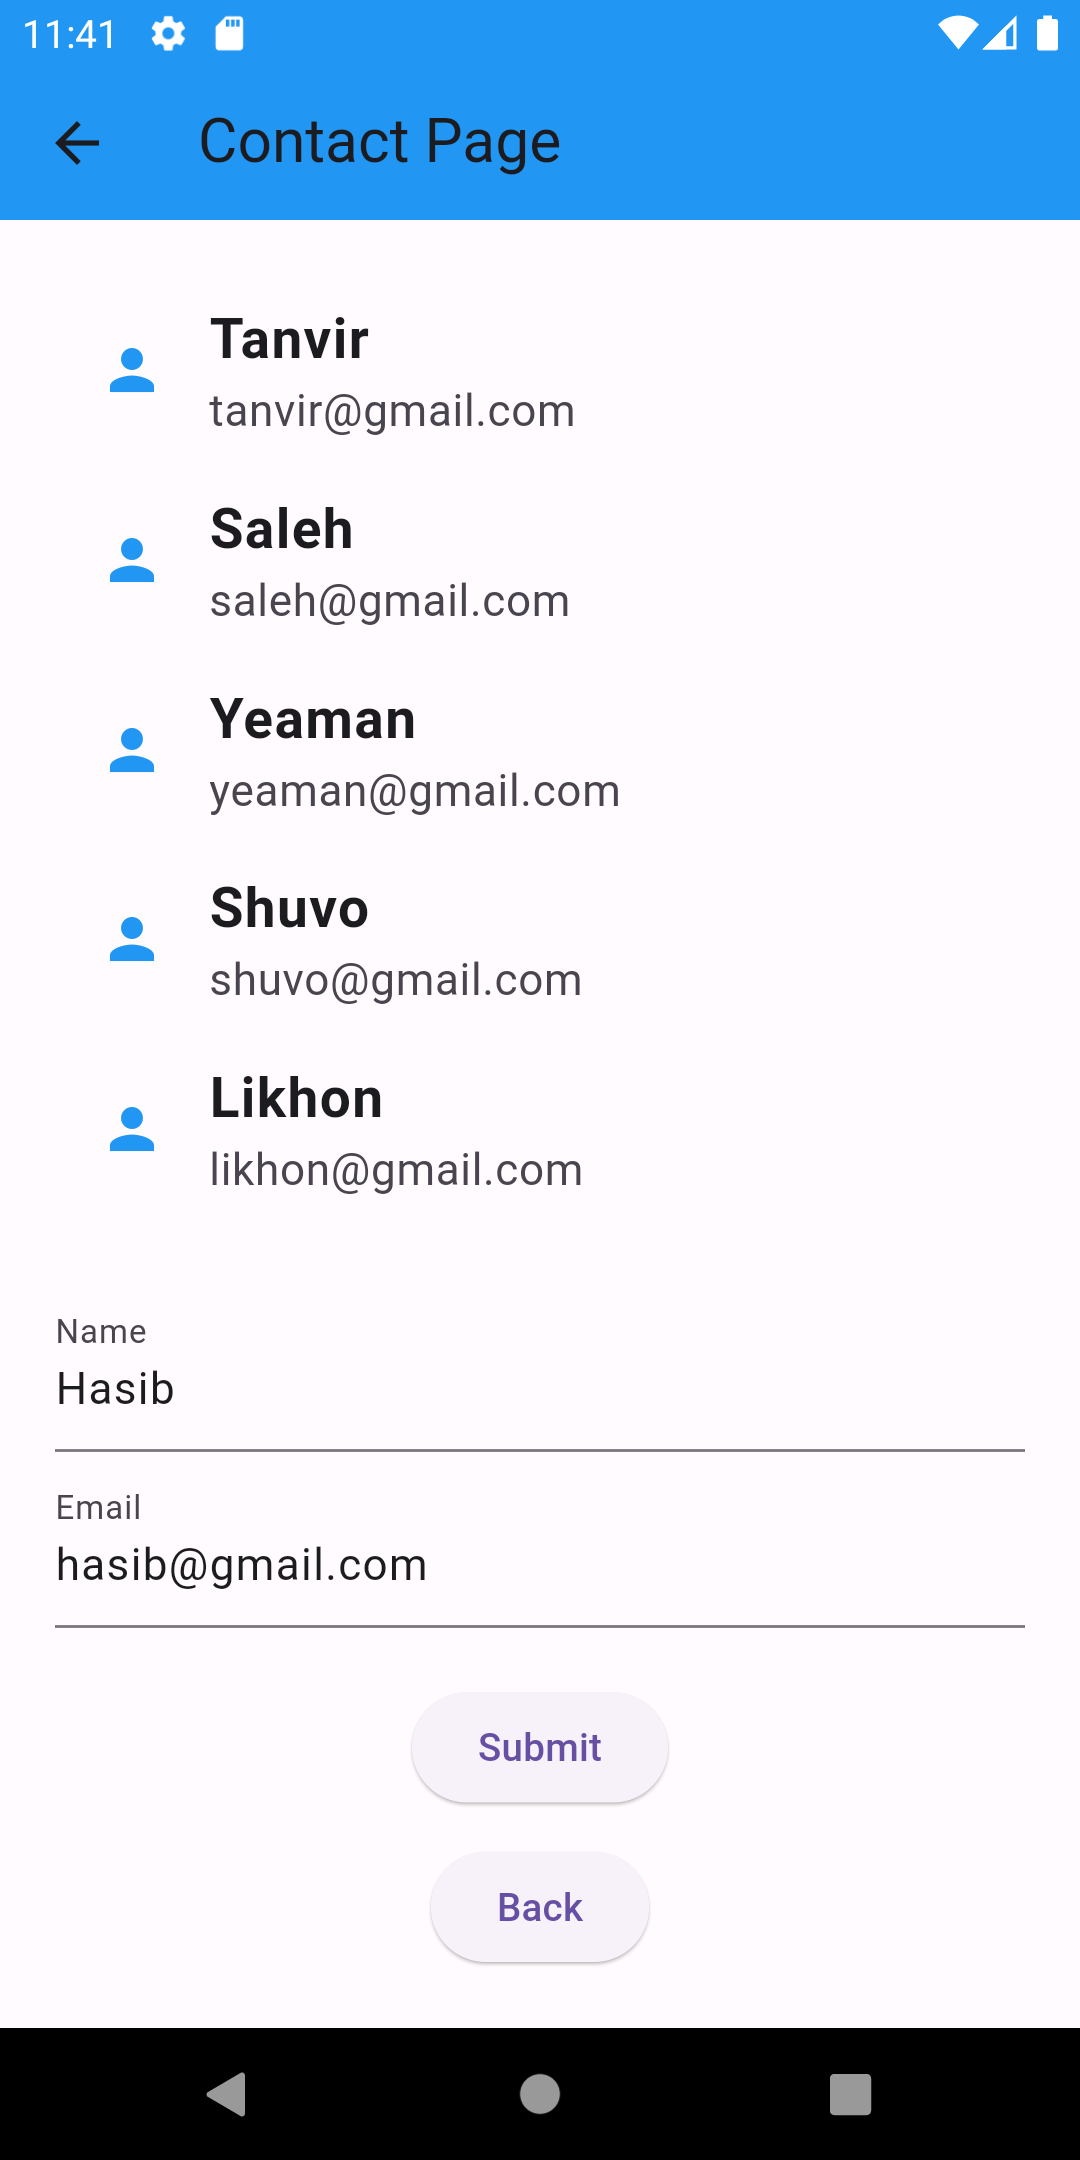 11:41
Contact Page
Tanvir
tanvir@gmail.com
Saleh
saleh@gmail.com
Yeaman
yeaman@gmail.com
Shuvo
shuvo@gmail.com
Likhon
likhon@gmail.com
Name
Hasib
Email
hasib@gmail.com
Submit
Back